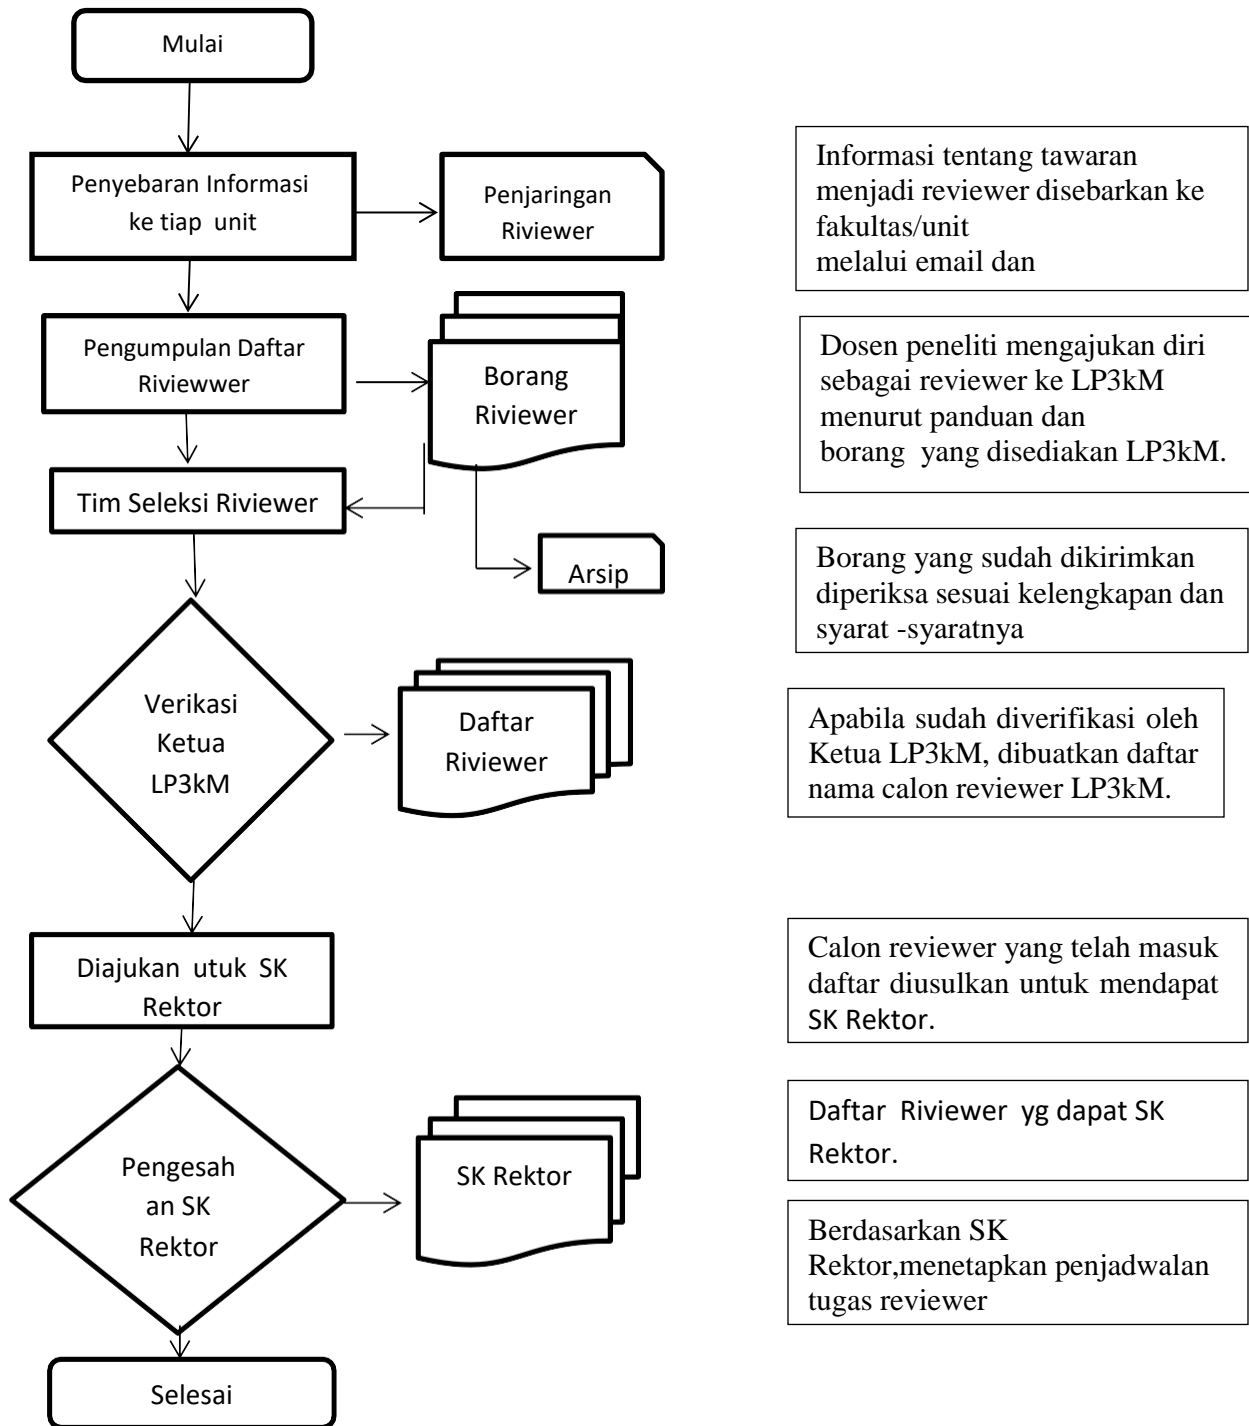 Mulai
Penyebaran Informasi
ke tiap unit
Penjaringan
Riviewer
Informasi tentang tawaran
menjadi reviewer disebarkan ke
fakultas/unit
melalui email dan
Pengumpulan Daftar
Riviewwer
Borang
Riviewer
Dosen peneliti mengajukan diri
sebagai reviewer ke LP3kM
menurut panduan dan
borang yang disediakan LP3kM.
Tim Seleksi Riviewer
Arsip
Borang yang sudah dikirimkan
diperiksa sesuai kelengkapan dan
syarat -syaratnya
Verikasi
Ketua
LP3kM
Daftar
Riviewer
Apabila sudah diverifikasi oleh
Ketua LP3kM, dibuatkan daftar
nama calon reviewer LP3kM.
Diajukan utuk SK
Rektor
Calon reviewer yang telah masuk
daftar diusulkan untuk mendapat
SK Rektor.
Pengesah
an SK
Rektor
SK Rektor
Daftar Riviewer yg dapat SK
Rektor.
Berdasarkan SK
Rektor,menetapkan penjadwalan
tugas reviewer
Selesai